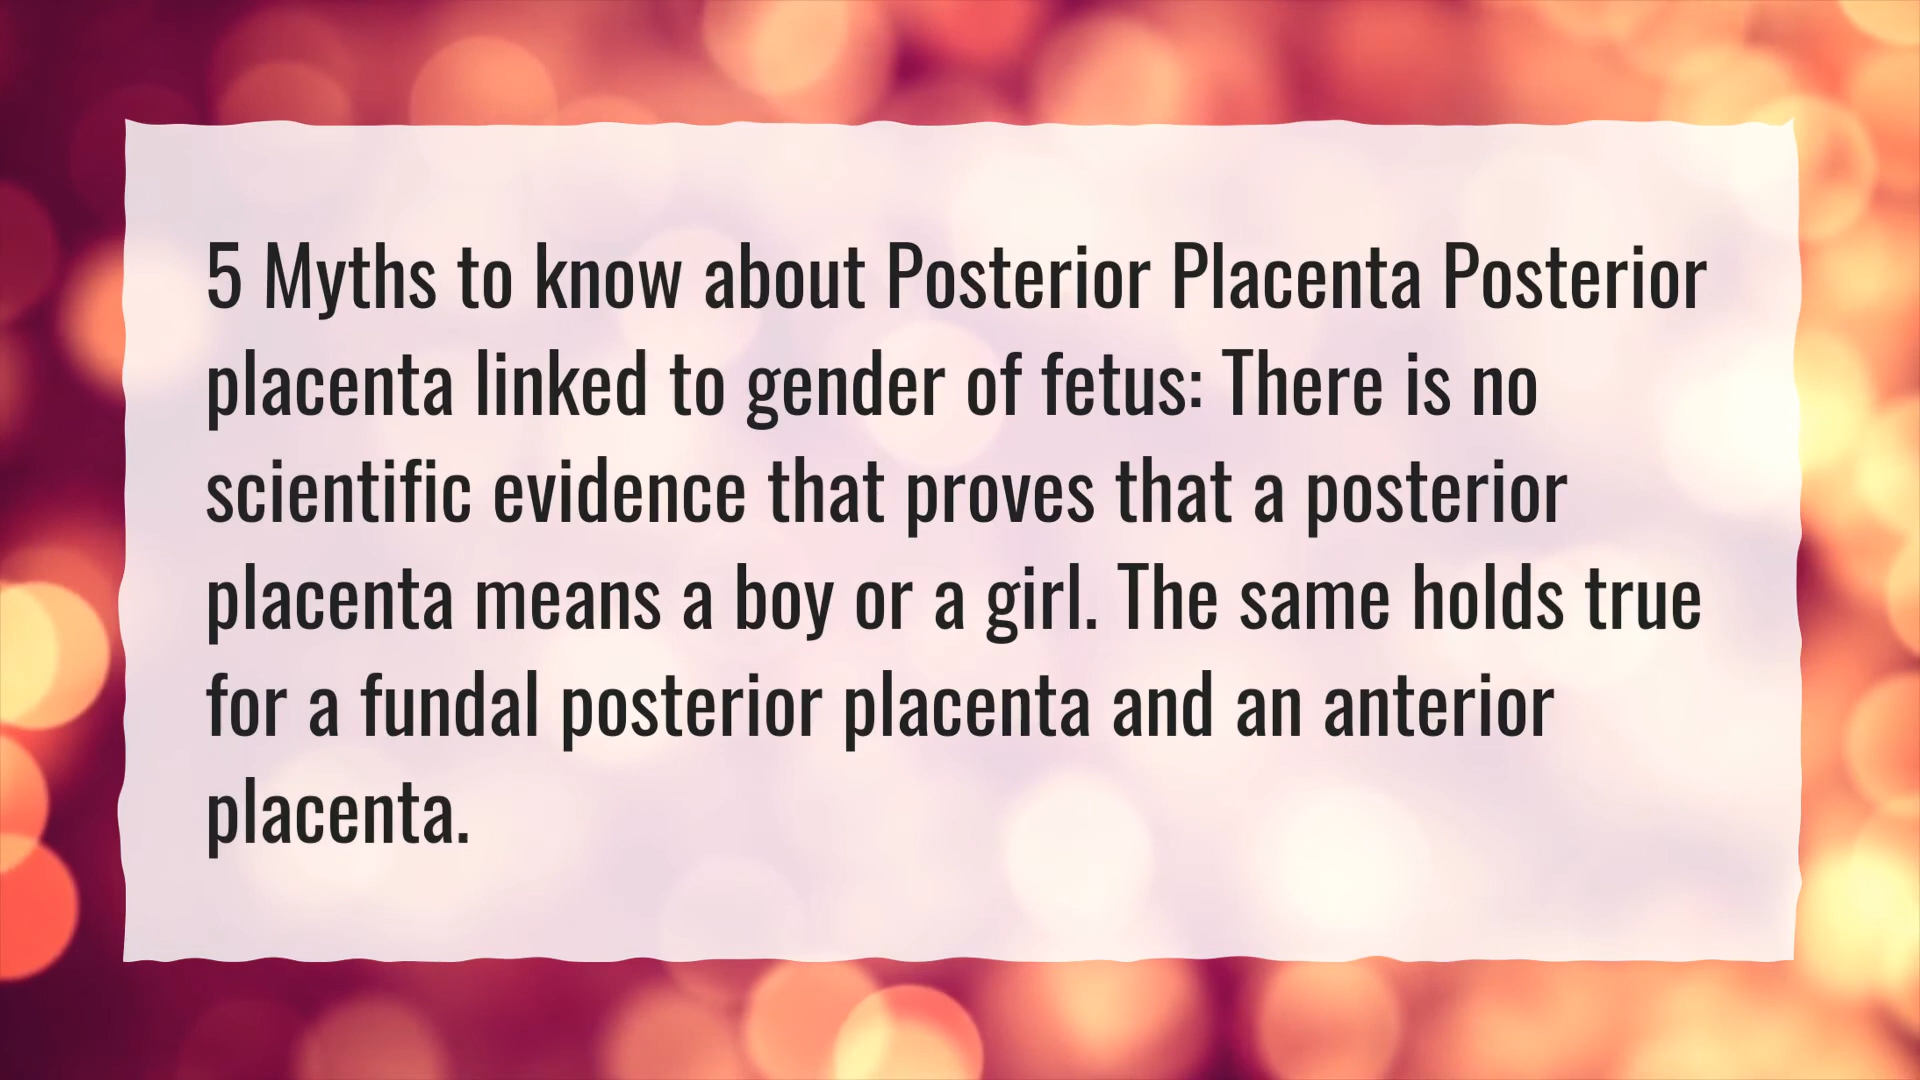 5 Myths to know about Posterior Placenta Posterior
placenta linked to gender of fetus: There is no
scientific evidence that proves that a posterior
placenta means a boy or a girl. The same holds true
for a fundal posterior placenta and an anterior
placenta.